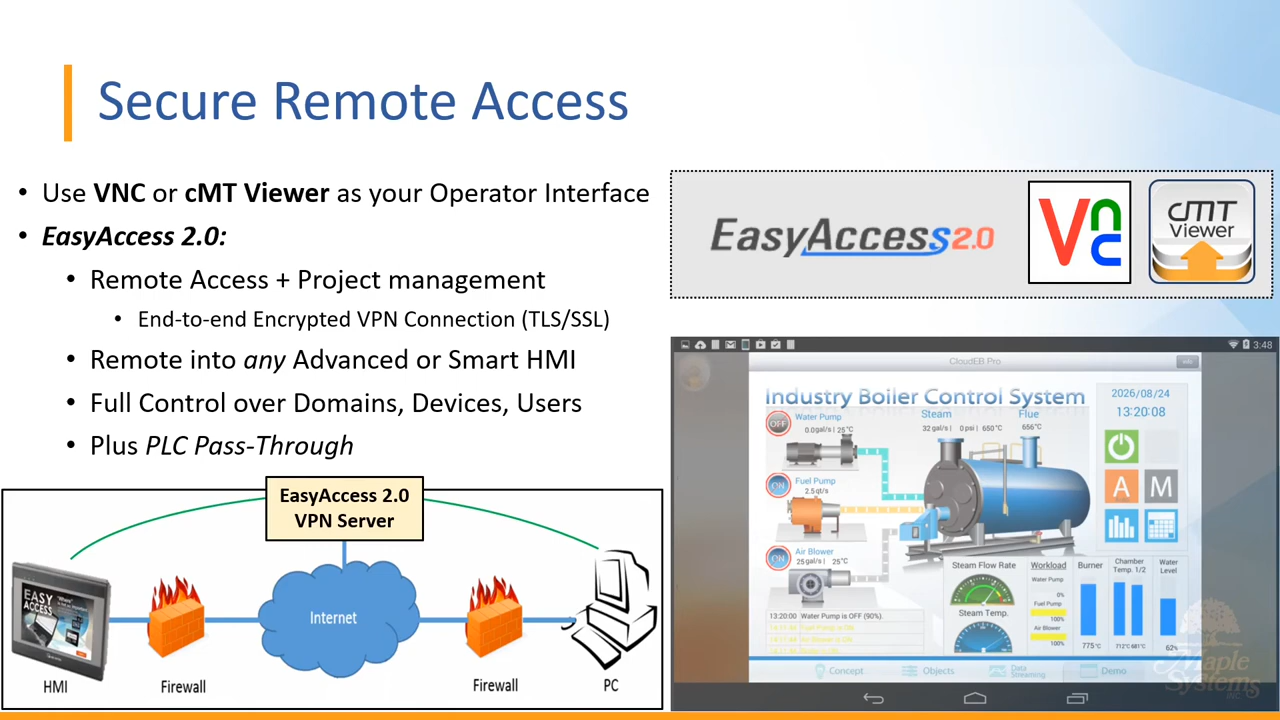 Secure Remote Access
• Use VNC or cMT Viewer as your Operator Interface
• EasyAccess 2.0:
• Remote Access + Project management
• End-to-end Encrypted VPN Connection (TLS/SSL)
• Remote into any Advanced or Smart HMI
• Full Control over Domains, Devices, Users
• Plus PLC Pass-Through
EasyAccess 2.0
VPN Server
EASY
ACCESS
Internet
HMI
Firewall
Firewall
PC
EasyAccess 2.0
Vnc
cMT
Viewer
3:48
CloudEB Pro
Industry Boiler Control System
2026/08/24
13:20:08
OFF
Water Pump
0.0gal/s | 25°C
Steam
32 gal/s | 0 psi | 650°C
Flue
656°C
ON
Fuel Pump
2.5qt/s
A
M
ON
Air Blower
25gal/s | 25°C
Steam Flow Rate
Steam Temp.
Workload
Water Pump
0%
Fuel Pump
100%
Air Blower
100%
Burner
775°C
Chamber
Temp. 1/2
712°C 681°C
Water
Level
62%
13:20:00 Water Pump is OFF (90%).
Concept
Objects
Data
Streaming
Demo
Maple
Systems